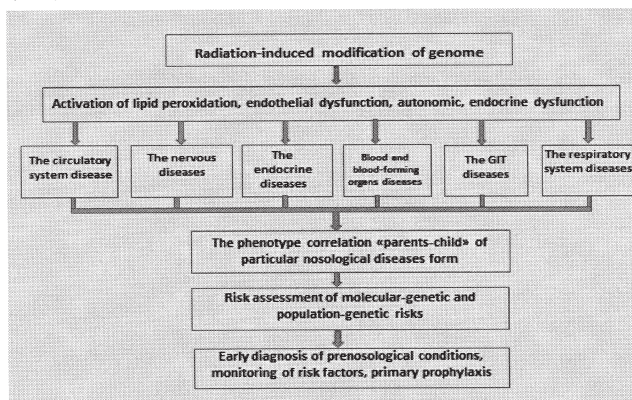 Radiation-induced modification of genome
Activation of lipid peroxidation, endothelial dysfunction, autonomic, endocrine dysfunction
The circulatory
system disease
The nervous
diseases
The
endocrine
diseases
Blood and
blood-forming
organs diseases
The GIT
diseases
The respiratory
system diseases
The phenotype correlation «parents-child» of
particular nosological diseases form
Risk assessment of molecular-genetic and
population-genetic risks
Early diagnosis of prenosological conditions,
monitoring of risk factors, primary prophylaxis